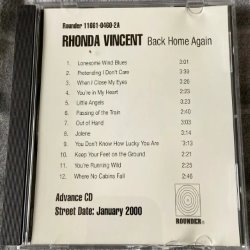 Rounder 11661-0460-2A
RHONDA VINCENT Back Home Again
1. Lonesome Wind Blues 3:01
2. Pretending I Don't Care 3:39
3. When I Close My Eyes 3:20
4. You're in My Heart 2:23
5. Little Angels 3:23
6. Passing of the Train 2:31
7. Out of Hand 2:03
8. Jolene 3:14
9. You Don't Know How Lucky You Are 3:13
10. Keep Your Feet on the Ground 2:21
11. You're Running Wild 2:25
12. Where No Cabins Fall 2:46
Advance CD
Street Date: January 2000
ROUNDER